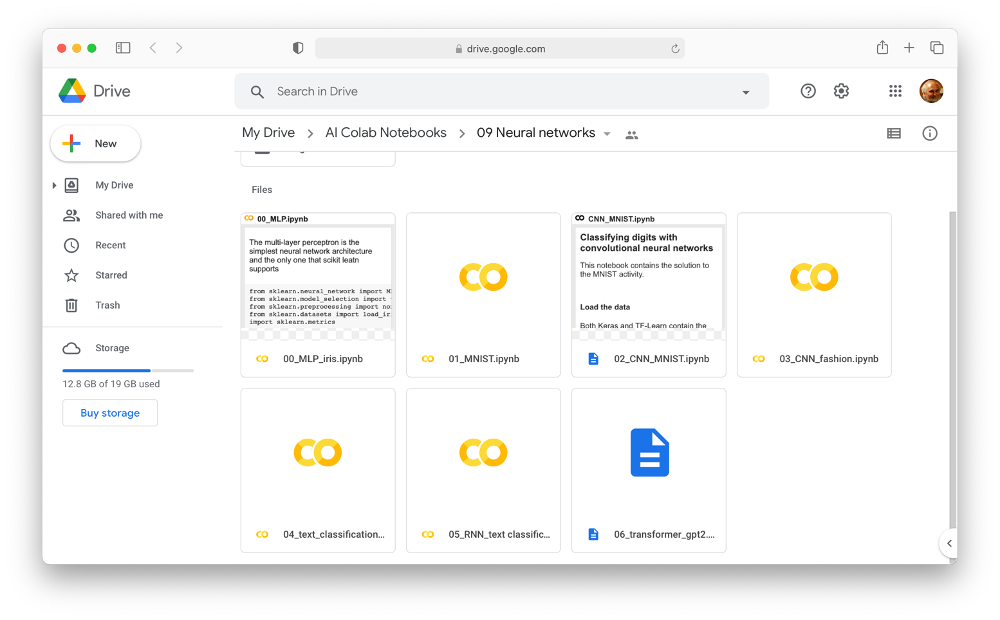 drive.google.com
Drive
Search in Drive
New
My Drive
Shared with me
Recent
Starred
Trash
Storage
12.8 GB of 19 GB used
Buy storage
My Drive > AI Colab Notebooks > 09 Neural networks
Files
00_MLP.ipynb
The multi-layer perceptron is the
simplest neural network architecture
and the only one that scikit leatn
supports
from sklearn.neural_network import
from sklearn.model_selection import
from sklearn.preprocessing import
from sklearn.datasets import
import sklearn.metrics
00_MLP_iris.ipynb
01_MNIST.ipynb
CNN_MNIST.ipynb
Classifying digits with
convolutional neural networks
This notebook contains the solution to
the MNIST activity.
Load the data
Both Keras and TF-Learn contain the
02_CNN_MNIST.ipynb
03_CNN_fashion.ipynb
04_text_classification...
05_RNN_text classific...
06_transformer_gpt2....